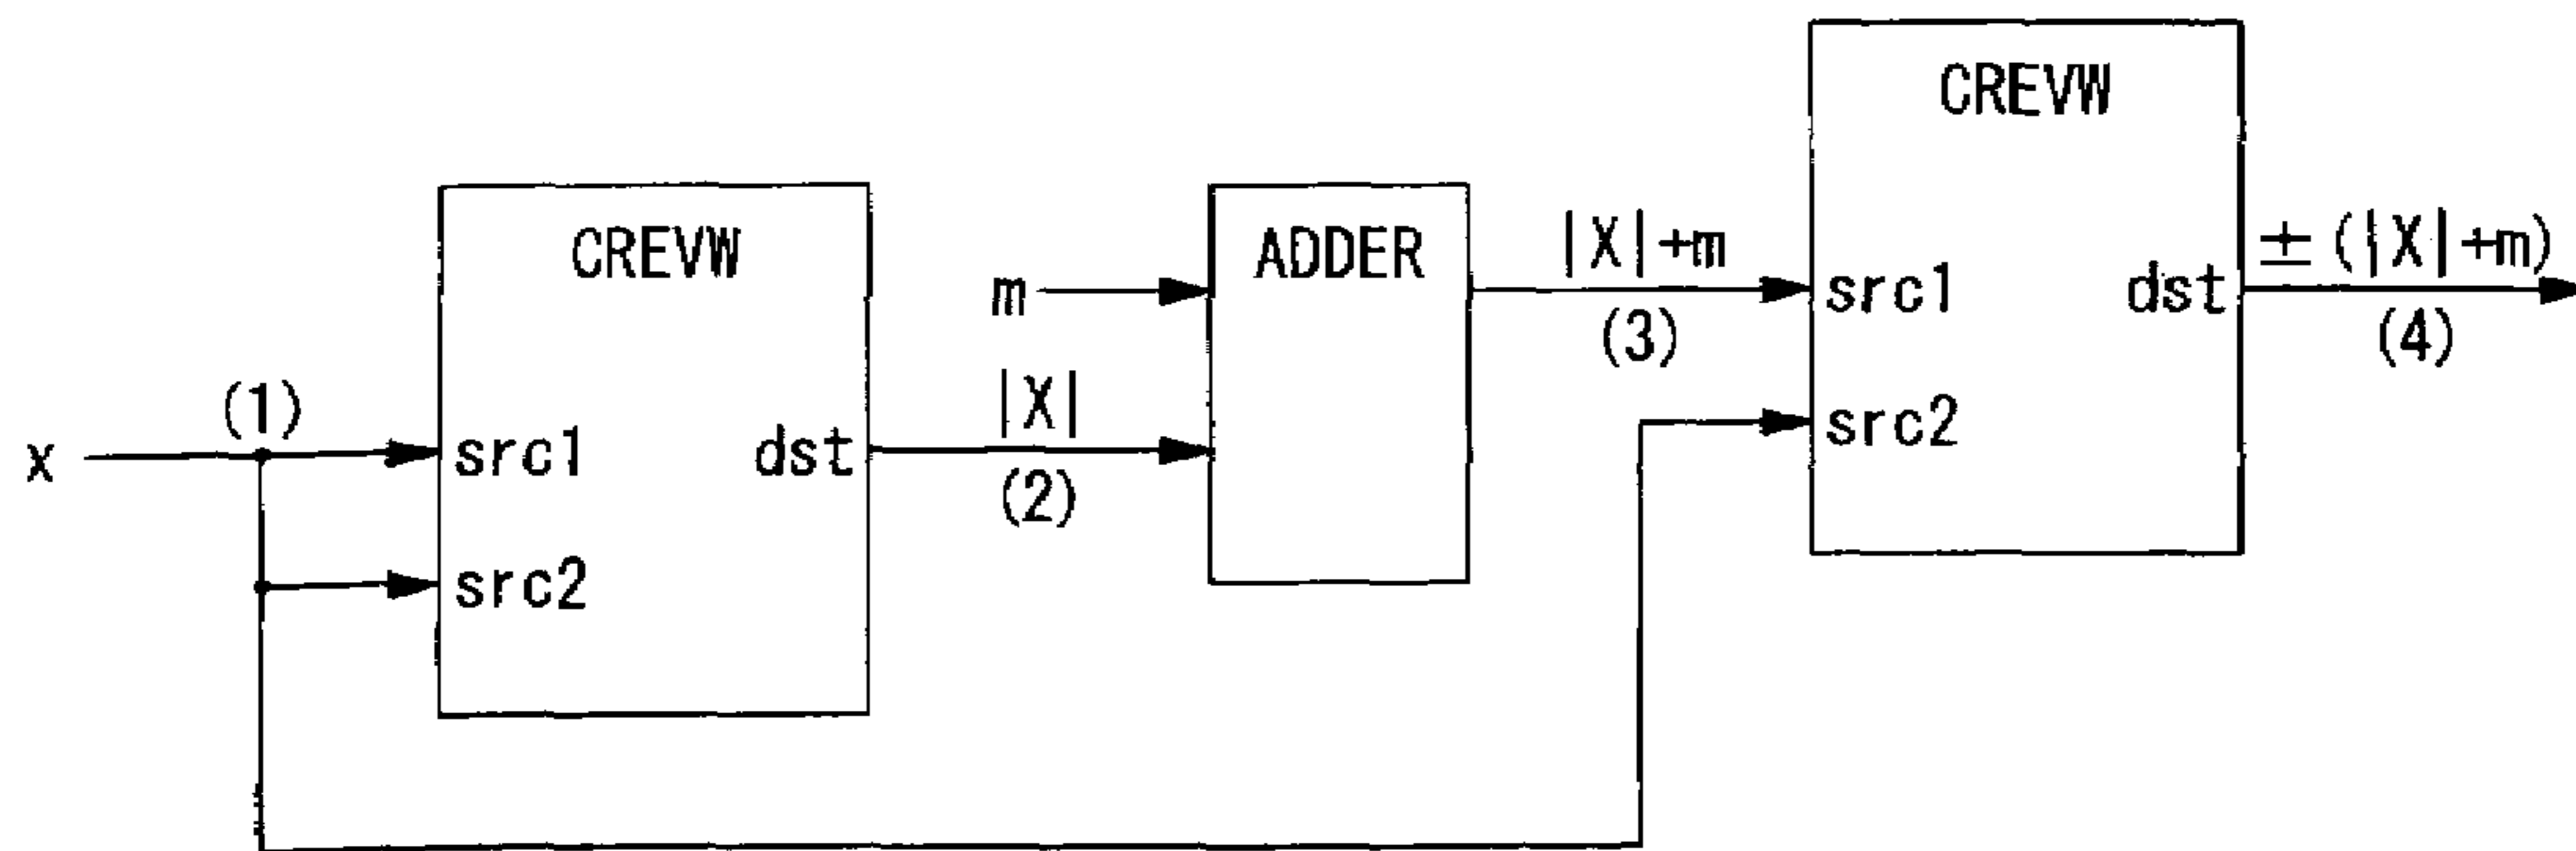 x
(1)
CREVW
src1
dst
src2
|X|
(2)
m
ADDER
|X|+m
(3)
CREVW
src1
dst
src2
±(|X|+m)
(4)